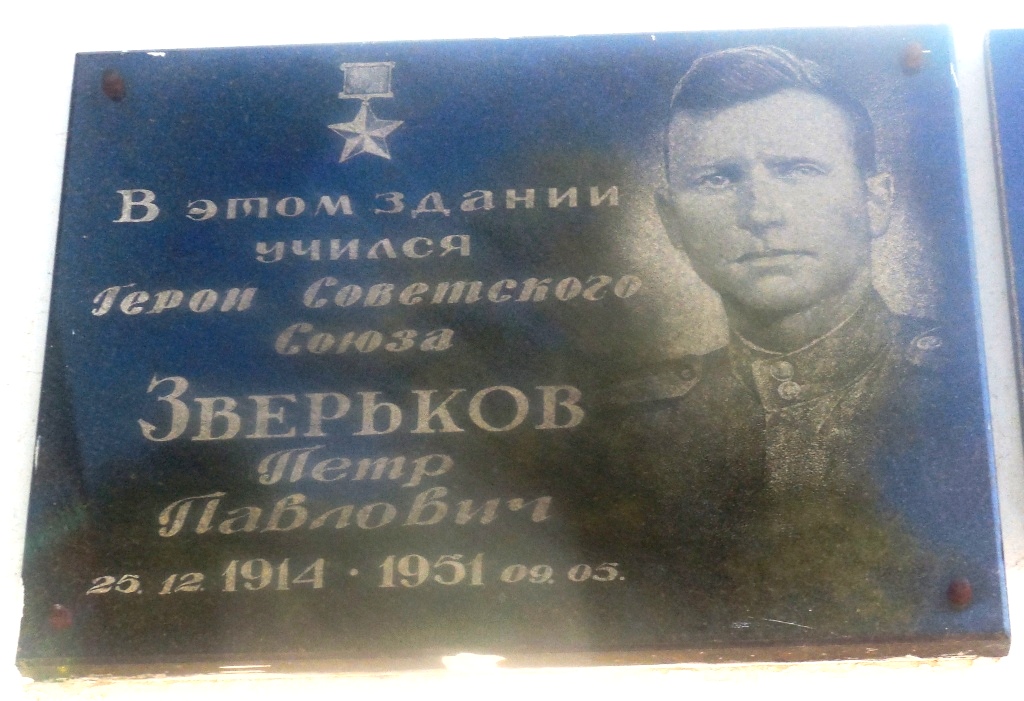 В этом здании
учился
Герой Советского
Союза
ЗВЕРЬКОВ
Петр
Павлович
25. 12. 1914 · 1951 09. 05.